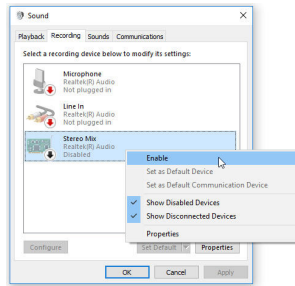 Sound
Playback Recording Sounds Communications
Select a recording device below to modify its settings:
Microphone
Realtek(R) Audio
Not plugged in
Line In
Realtek(R) Audio
Not plugged in
Stereo Mix
Realtek(R) Audio
Disabled
Enable
Set as Default Device
Set as Default Communication Device
Show Disabled Devices
Show Disconnected Devices
Properties
Configure Set Default Properties
OK Cancel Apply